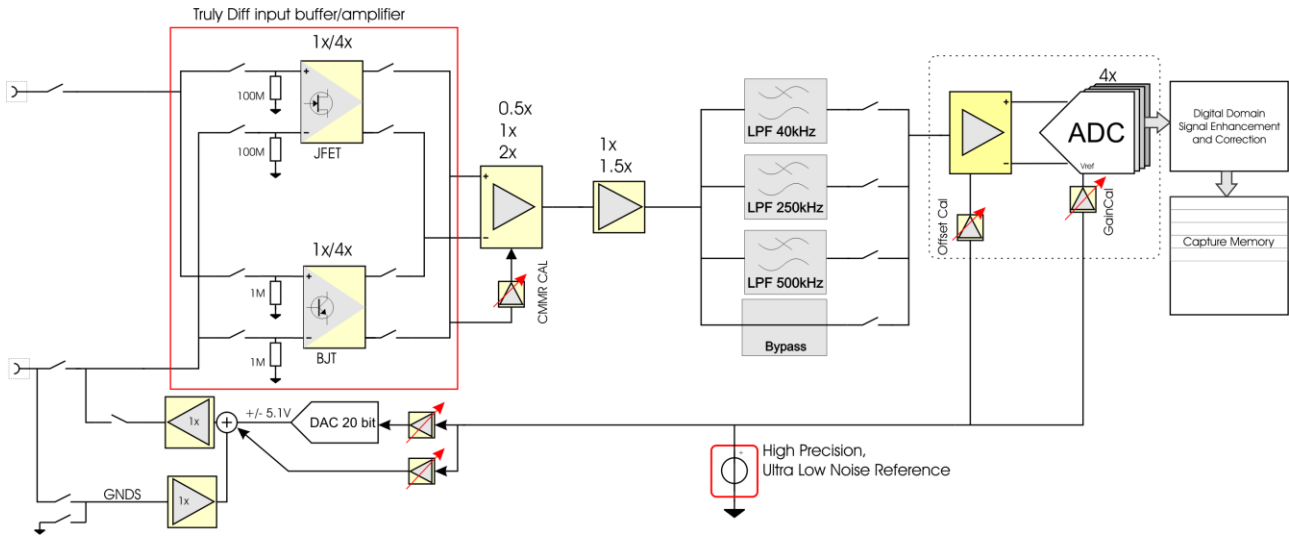 Truly Diff input buffer/amplifier
1x/4x
+
100M
-
100M
JFET
0.5x
1x
2x
+
-
CMMR CAL
1x
1.5x
LPF 40kHz
LPF 250kHz
LPF 500kHz
Bypass
4x
+
-
ADC
Vref
Offset Cal
GainCal
Digital Domain
Signal Enhancement
and Correction
Capture Memory
1x/4x
+
1M
-
1M
BJT
1x
+
+/- 5.1V
DAC 20 bit
GNDS
1x
+
High Precision,
Ultra Low Noise Reference